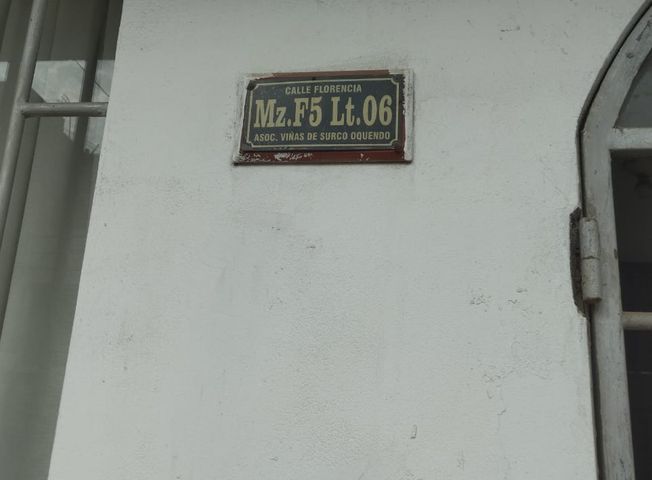 CALLE FLORENCIA
Mz.F5 Lt.06
ASOC. VIÑAS DE SURCO OQUENDO